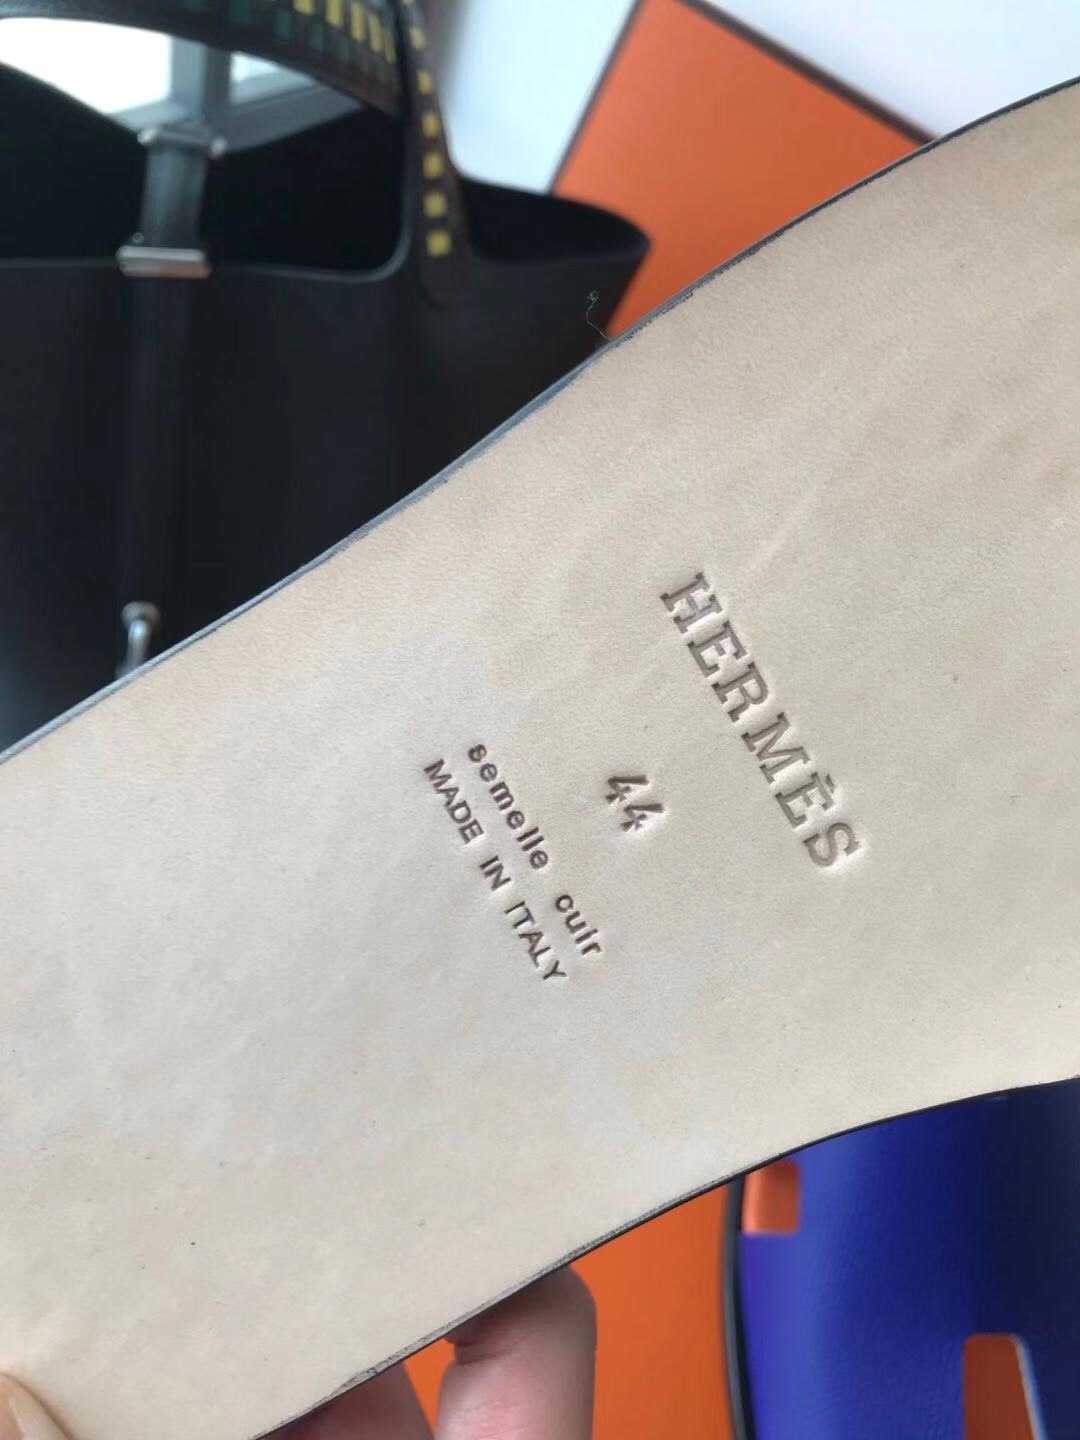 HERMÈS
44
semelle cuir
MADE IN ITALY